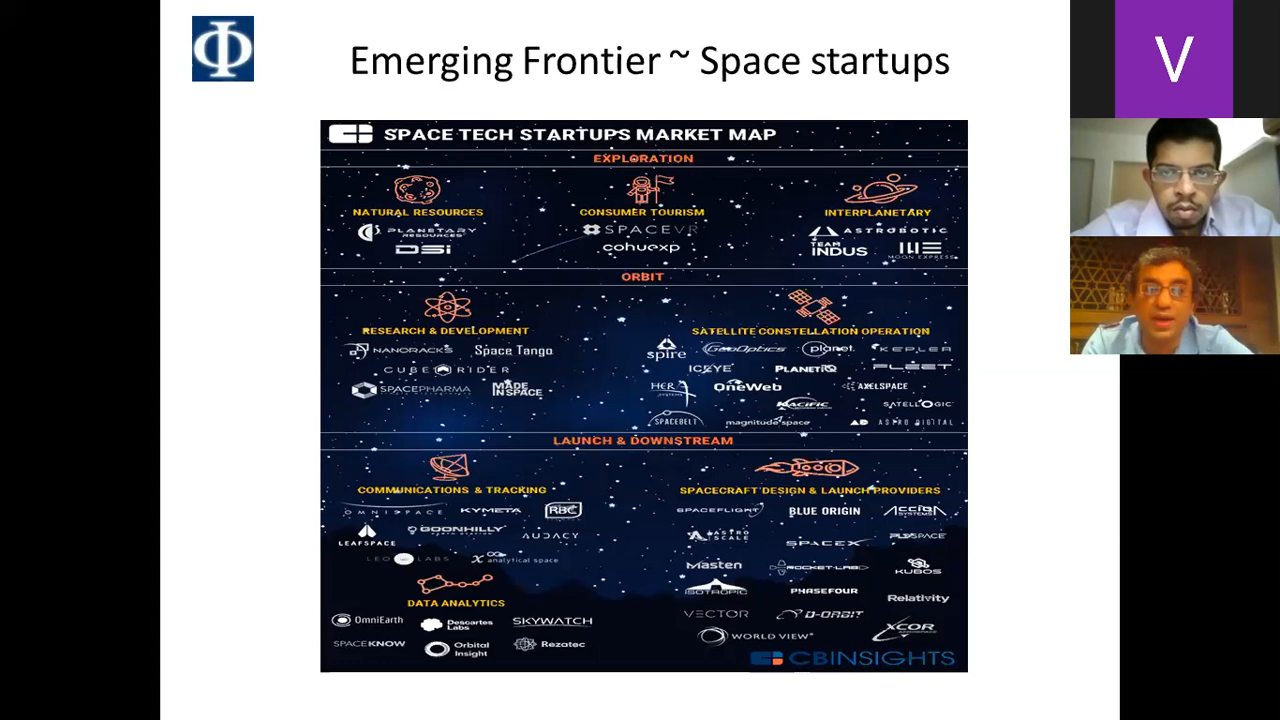 Emerging Frontier ~ Space startups
V
SPACE TECH STARTUPS MARKET MAP
EXPLORATION
NATURAL RESOURCES
CONSUMER TOURISM
INTERPLANETARY
PLANETARY RESOURCES
DSI
SPACEVR
cohuexp
ASTROBOTIC
TEAM INDUS
MOON EXPRESS
ORBIT
RESEARCH & DEVELOPMENT
SATELLITE CONSTELLATION OPERATION
NANORACKS
Space Tango
CUBERIDER
SPACEPHARMA
MADE IN SPACE
spire
GeoOptics
planet.
KEPLER
ICEYE
PLANETiQ
FLEET
HERA
Systems
OneWeb
AXELSPACE
KACIFIC
SATELLOGIC
SPACEBELT
magnitude space
ASTRO DIGITAL
LAUNCH & DOWNSTREAM
COMMUNICATIONS & TRACKING
SPACECRAFT DESIGN & LAUNCH PROVIDERS
OMNISPACE
KYMETA
RBC
LEAFSPACE
GOONHILLY
AUDACY
LEO LABS
analytical space
DATA ANALYTICS
OmniEarth
Descartes Labs
SKYWATCH
SPACEKNOW
Orbital Insight
Rezatec
SPACEFLIGHT
BLUE ORIGIN
ACCION
SYSTEMS
ASTROSCALE
SPACEX
PLDSPACE
Masten
ROCKETLAB
KUBOS
ISOTROPIC
PHASEFOUR
Relativity
VECTOR
D-ORBIT
XCOR
AEROSPACE
WORLD VIEW
CBINSIGHTS